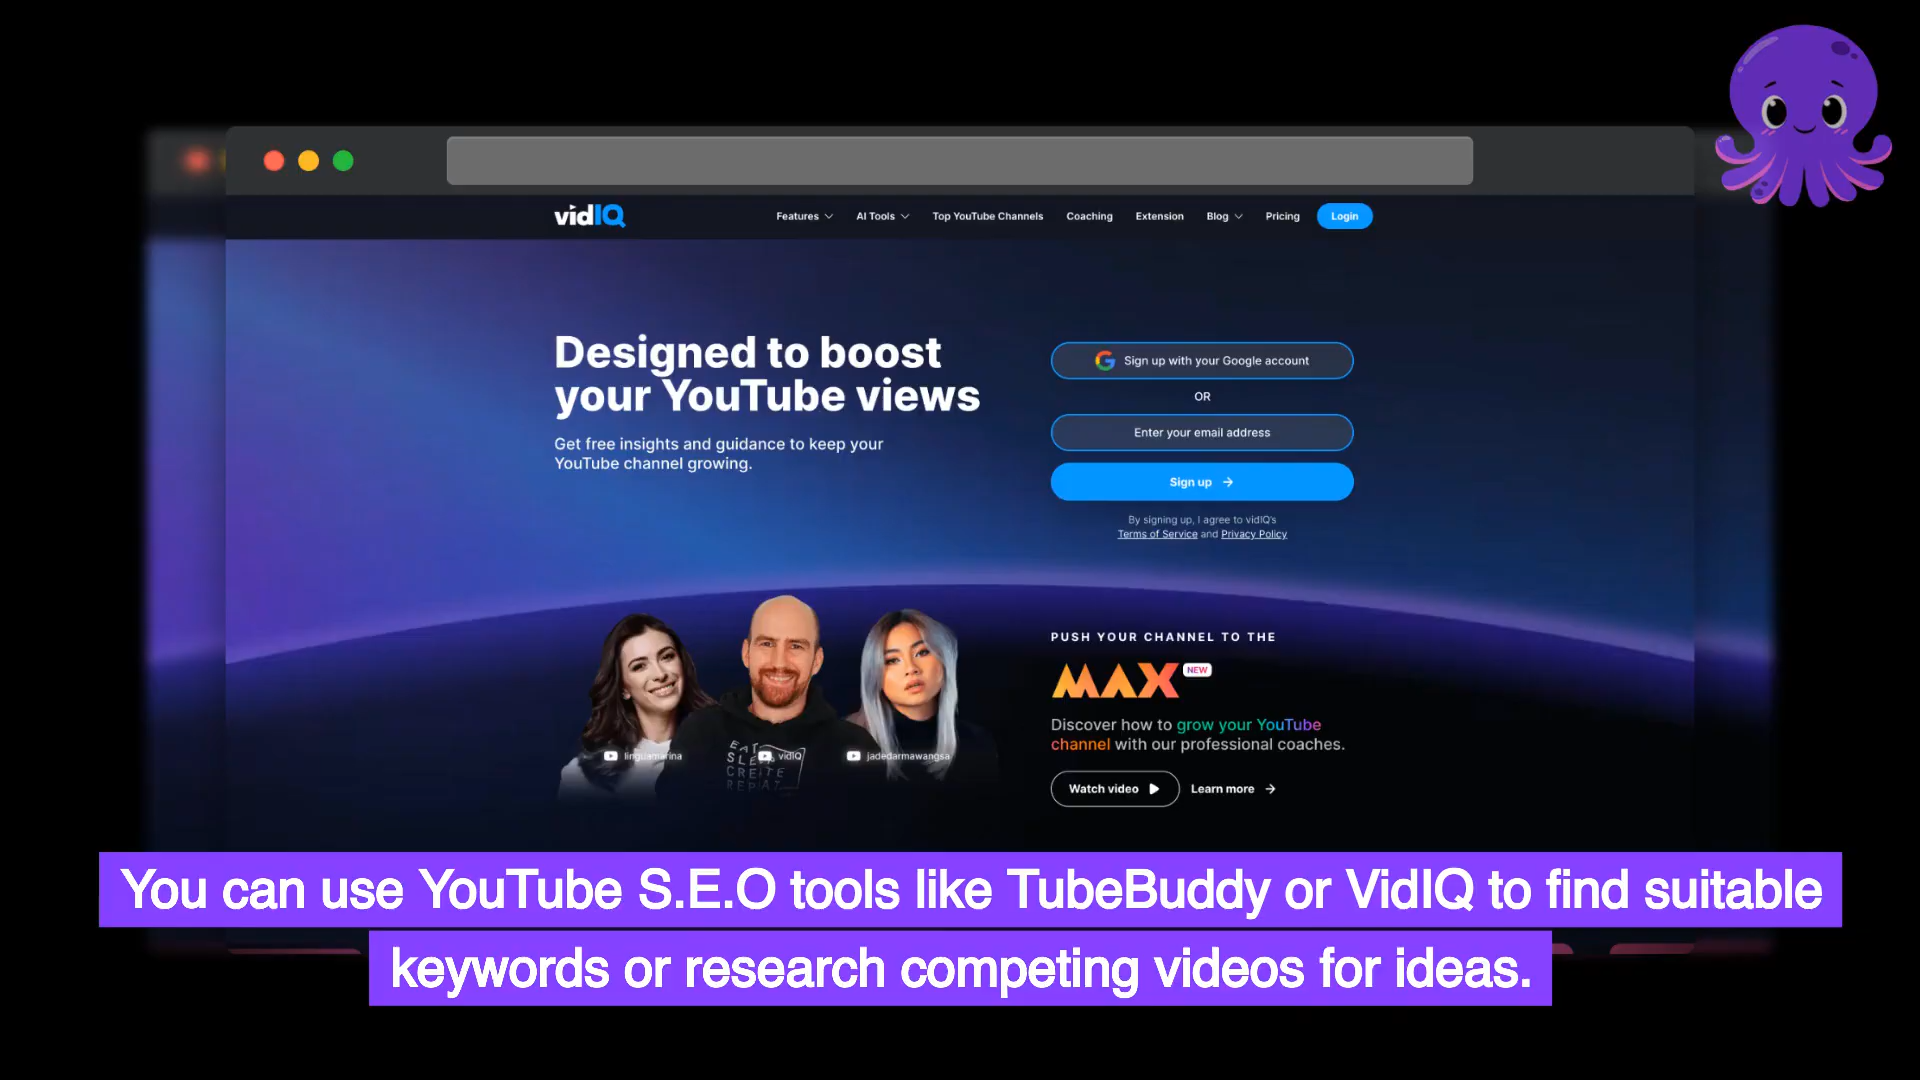 vidIQ
Features
AI Tools
Top YouTube Channels
Coaching
Extension
Blog
Pricing
Login
Designed to boost
your YouTube views
Get free insights and guidance to keep your
YouTube channel growing.
Sign up with your Google account
OR
Enter your email address
Sign up
By signing up, I agree to vidIQ's
Terms of Service and Privacy Policy
linguamarina
vidIQ
jadedarmawangsa
EAT
SLEEP
CREATE
REPEAT
PUSH YOUR CHANNEL TO THE
MAX NEW
Discover how to grow your YouTube
channel with our professional coaches.
Watch video
Learn more
You can use YouTube S.E.O tools like TubeBuddy or VidIQ to find suitable
keywords or research competing videos for ideas.